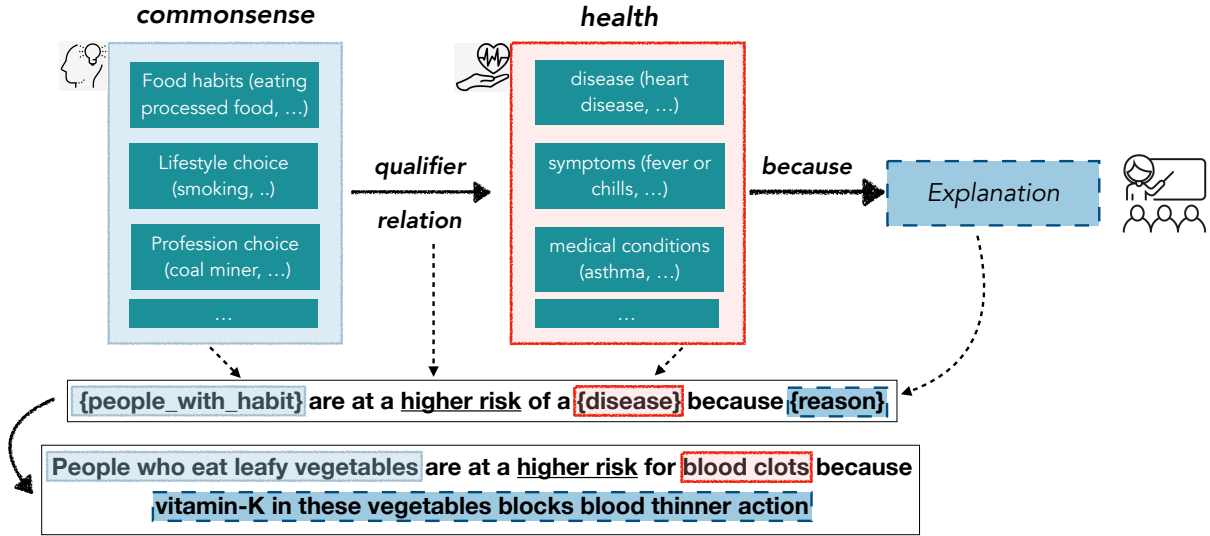 commonsense
health
Food habits (eating
processed food, …)
Lifestyle choice
(smoking, ..)
Profession choice
(coal miner, …)
…
qualifier
relation
disease (heart
disease, …)
symptoms (fever or
chills, …)
medical conditions
(asthma, …)
…
because
Explanation
{people_with_habit} are at a higher risk of a {disease} because {reason}
People who eat leafy vegetables are at a higher risk for blood clots because
vitamin-K in these vegetables blocks blood thinner action